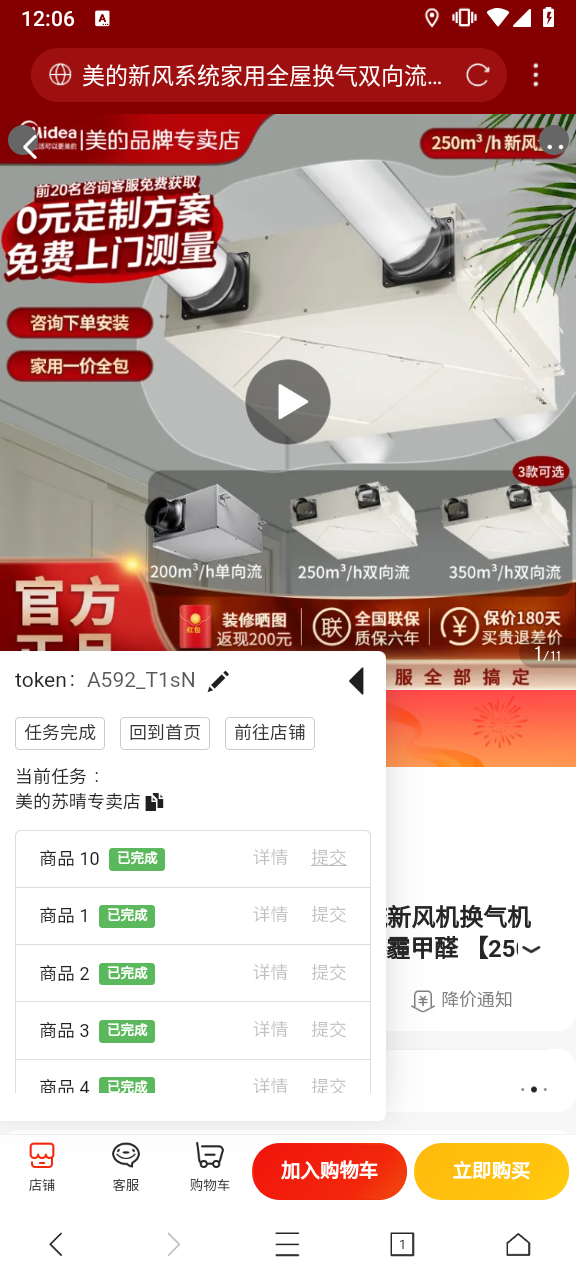 12:06
美的新风系统家用全屋换气双向流...
Midea 美的品牌专卖店
250m³/h新风
前20名咨询客服免费获取
0元定制方案
免费上门测量
咨询下单安装
家用一价全包
3款可选
200m³/h单向流
250m³/h双向流
350m³/h双向流
官方
正品
红包
装修晒图
返现200元
联
全国联保
质保六年
保价180天
买贵退差价
1/11
服全部搞定
token: A592_T1sN
任务完成
回到首页
前往店铺
当前任务：
美的苏晴专卖店
商品 10 已完成 详情 提交
商品 1 已完成 详情 提交
商品 2 已完成 详情 提交
商品 3 已完成 详情 提交
商品 4 已完成 详情 提交
新风机换气机
霾甲醛 【25
降价通知
店铺
客服
购物车
加入购物车
立即购买
1